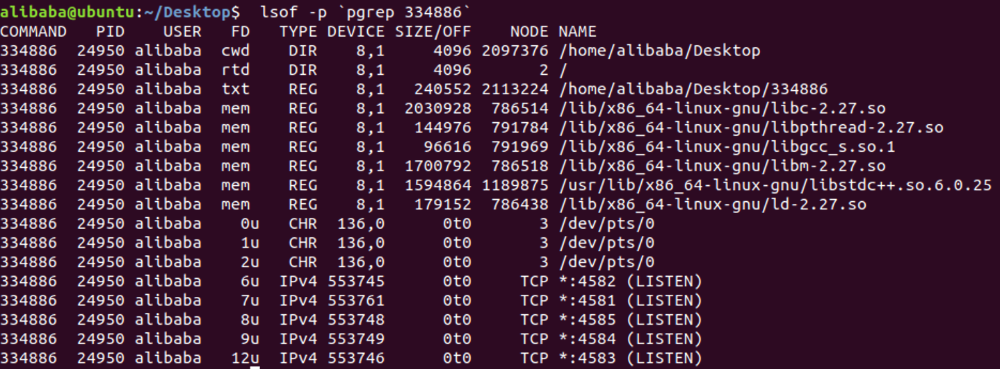 alibaba@ubuntu:~/Desktop$  lsof -p `pgrep 334886`
COMMAND   PID    USER   FD   TYPE DEVICE SIZE/OFF    NODE NAME
334886  24950 alibaba  cwd    DIR    8,1     4096 2097376 /home/alibaba/Desktop
334886  24950 alibaba  rtd    DIR    8,1     4096       2 /
334886  24950 alibaba  txt    REG    8,1   240552 2113224 /home/alibaba/Desktop/334886
334886  24950 alibaba  mem    REG    8,1  2030928  786514 /lib/x86_64-linux-gnu/libc-2.27.so
334886  24950 alibaba  mem    REG    8,1   144976  791784 /lib/x86_64-linux-gnu/libpthread-2.27.so
334886  24950 alibaba  mem    REG    8,1    96616  791969 /lib/x86_64-linux-gnu/libgcc_s.so.1
334886  24950 alibaba  mem    REG    8,1  1700792  786518 /lib/x86_64-linux-gnu/libm-2.27.so
334886  24950 alibaba  mem    REG    8,1  1594864 1189875 /usr/lib/x86_64-linux-gnu/libstdc++.so.6.0.25
334886  24950 alibaba  mem    REG    8,1   179152  786438 /lib/x86_64-linux-gnu/ld-2.27.so
334886  24950 alibaba    0u   CHR  136,0      0t0       3 /dev/pts/0
334886  24950 alibaba    1u   CHR  136,0      0t0       3 /dev/pts/0
334886  24950 alibaba    2u   CHR  136,0      0t0       3 /dev/pts/0
334886  24950 alibaba    6u  IPv4 553745      0t0     TCP *:4582 (LISTEN)
334886  24950 alibaba    7u  IPv4 553761      0t0     TCP *:4581 (LISTEN)
334886  24950 alibaba    8u  IPv4 553748      0t0     TCP *:4585 (LISTEN)
334886  24950 alibaba    9u  IPv4 553749      0t0     TCP *:4584 (LISTEN)
334886  24950 alibaba   12u  IPv4 553746      0t0     TCP *:4583 (LISTEN)